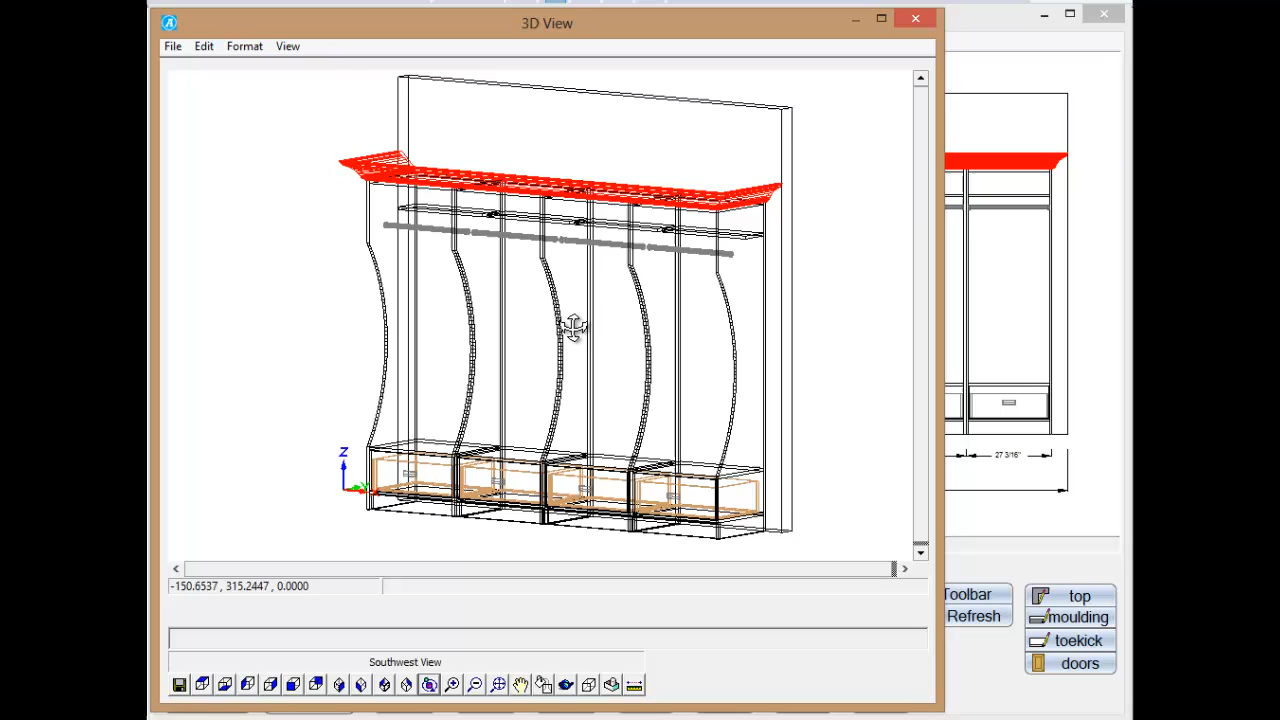 3D View
File Edit Format View
Z
Y
27 3/16"
-150.6537 , 315.2447 , 0.0000
Toolbar
Refresh
top
moulding
toekick
doors
Southwest View